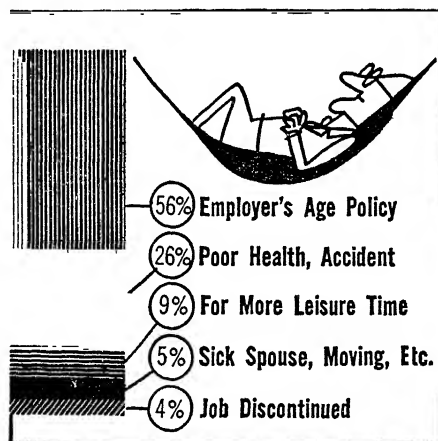 56% Employer's Age Policy
26% Poor Health, Accident
9% For More Leisure Time
5% Sick Spouse, Moving, Etc.
4% Job Discontinued